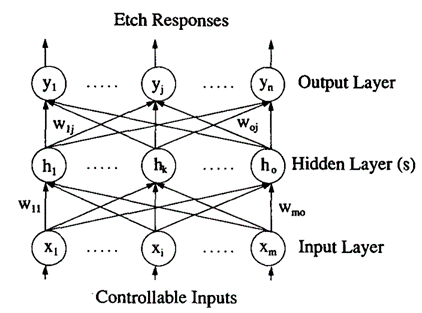 Etch Responses
y1 ..... yj ..... yn Output Layer
w1j woj
h1 ..... hk ..... ho Hidden Layer (s)
w11 wmo
x1 ..... xi ..... xm Input Layer
Controllable Inputs